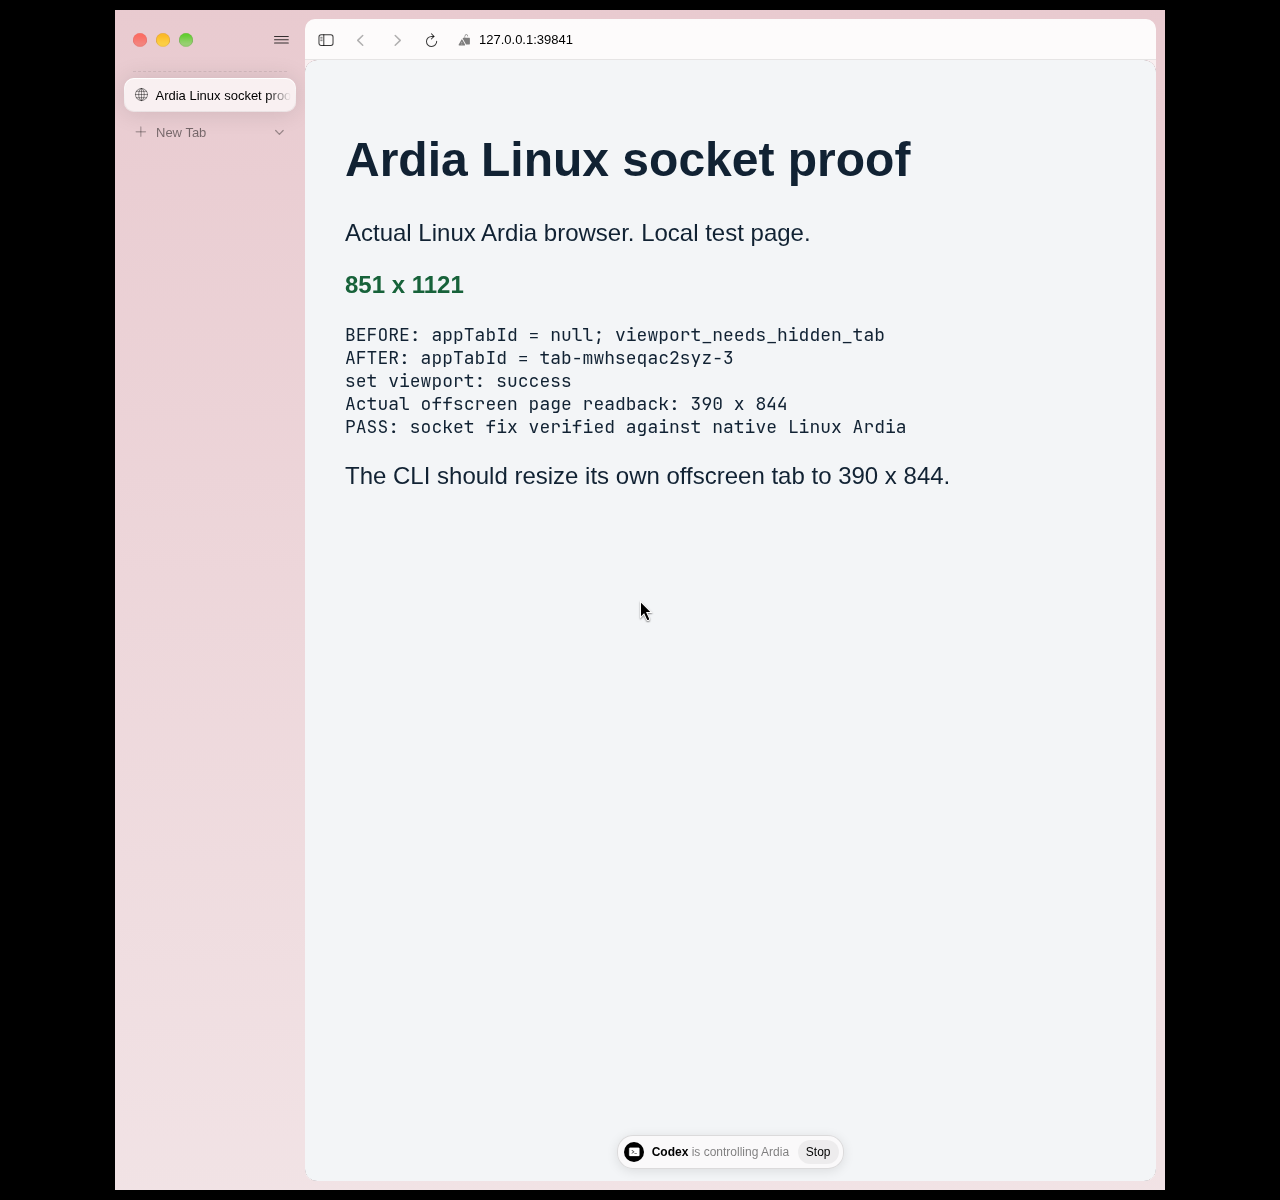 127.0.0.1:39841
Ardia Linux socket proo
New Tab
Ardia Linux socket proof
Actual Linux Ardia browser. Local test page.
851 x 1121
BEFORE: appTabId = null; viewport_needs_hidden_tab
AFTER: appTabId = tab-mwhseqac2syz-3
set viewport: success
Actual offscreen page readback: 390 x 844
PASS: socket fix verified against native Linux Ardia
The CLI should resize its own offscreen tab to 390 x 844.
Codex is controlling Ardia Stop